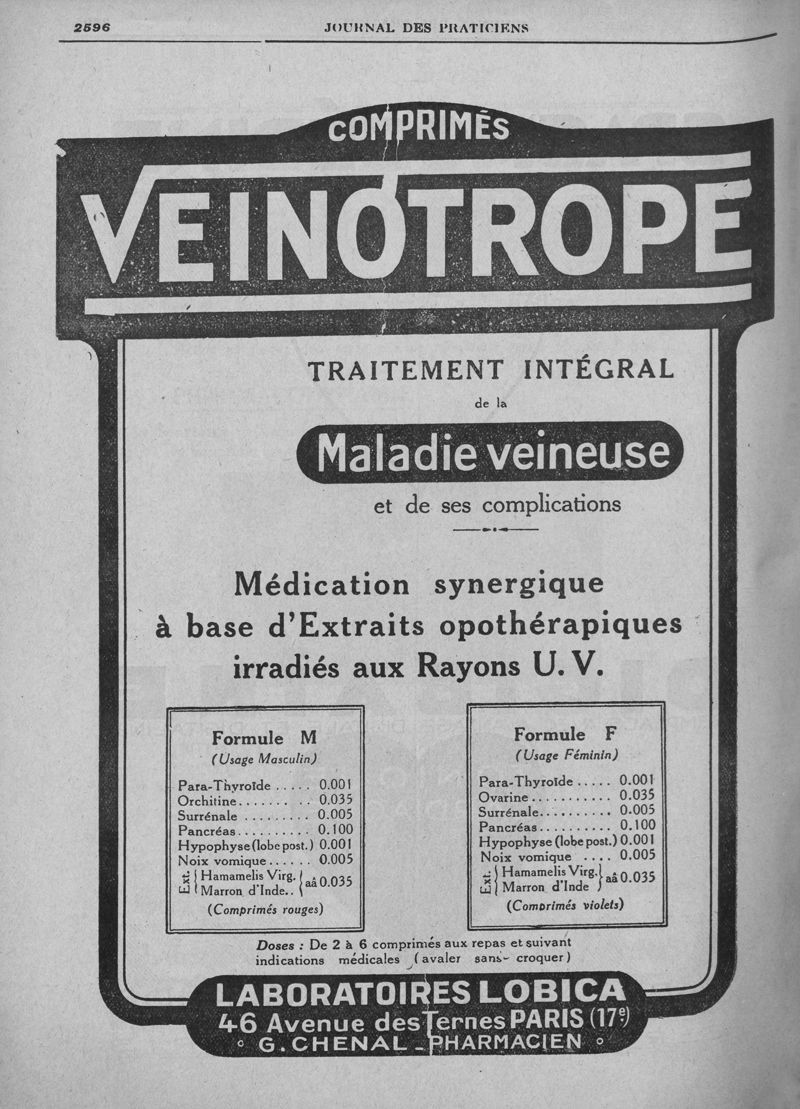 2596
JOURNAL DES PRATICIENS
COMPRIMÉS
VEINOTROPE
TRAITEMENT INTÉGRAL
de la
Maladie veineuse
et de ses complications
Médication synergique
à base d'Extraits opothérapiques
irradiés aux Rayons U. V.
Formule M
(Usage Masculin)
Para-Thyroïde ..... 0.001
Orchitine........ .. 0.035
Surrénale ......... 0.005
Pancréas.......... 0.100
Hypophyse (lobe post.) 0.001
Noix vomique...... 0.005
Ext. { Hamamelis Virg. } aâ 0.035
Marron d'Inde..
(Comprimés rouges)
Formule F
(Usage Féminin)
Para-Thyroïde ..... 0.001
Ovarine ........... 0.035
Surrénale.......... 0.005
Pancréas.......... 0.100
Hypophyse (lobe post.) 0.001
Noix vomique .... 0.005
Ext. { Hamamelis Virg. } aâ 0.035
Marron d'Inde
(Comprimés violets)
Doses : De 2 à 6 comprimés aux repas et suivant
indications médicales (avaler sans croquer)
LABORATOIRES LOBICA
46 Avenue des Ternes PARIS (17e)
G. CHENAL - PHARMACIEN